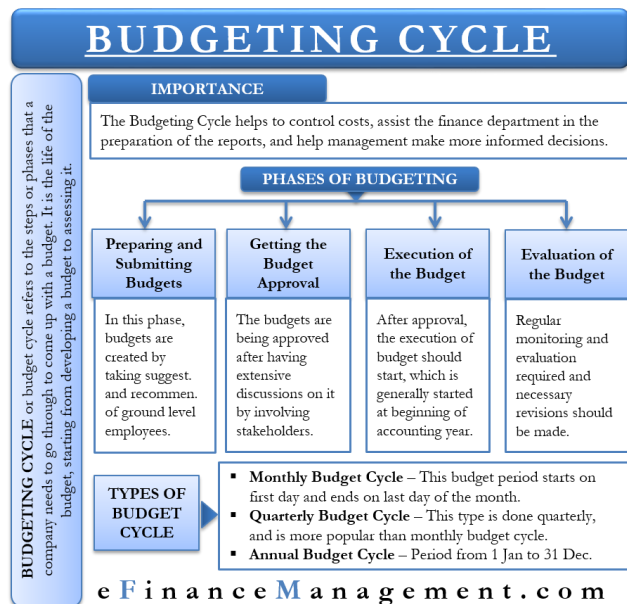 BUDGETING CYCLE
BUDGETING CYCLE or budget cycle refers to the steps or phases that a
company needs to go through to come up with a budget. It is the life of the
budget, starting from developing a budget to assessing it.
IMPORTANCE
The Budgeting Cycle helps to control costs, assist the finance department in the
preparation of the reports, and help management make more informed decisions.
PHASES OF BUDGETING
Preparing and
Submitting
Budgets
In this phase,
budgets are
created by
taking suggest.
and recommen.
of ground level
employees.
Getting the
Budget
Approval
The budgets are
being approved
after having
extensive
discussions on it
by involving
stakeholders.
Execution of
the Budget
After approval,
the execution of
budget should
start, which is
generally started
at beginning of
accounting year.
Evaluation of
the Budget
Regular
monitoring and
evaluation
required and
necessary
revisions should
be made.
TYPES OF
BUDGET
CYCLE
▪ Monthly Budget Cycle – This budget period starts on
first day and ends on last day of the month.
▪ Quarterly Budget Cycle – This type is done quarterly,
and is more popular than monthly budget cycle.
▪ Annual Budget Cycle – Period from 1 Jan to 31 Dec.
eFinanceManagement.com